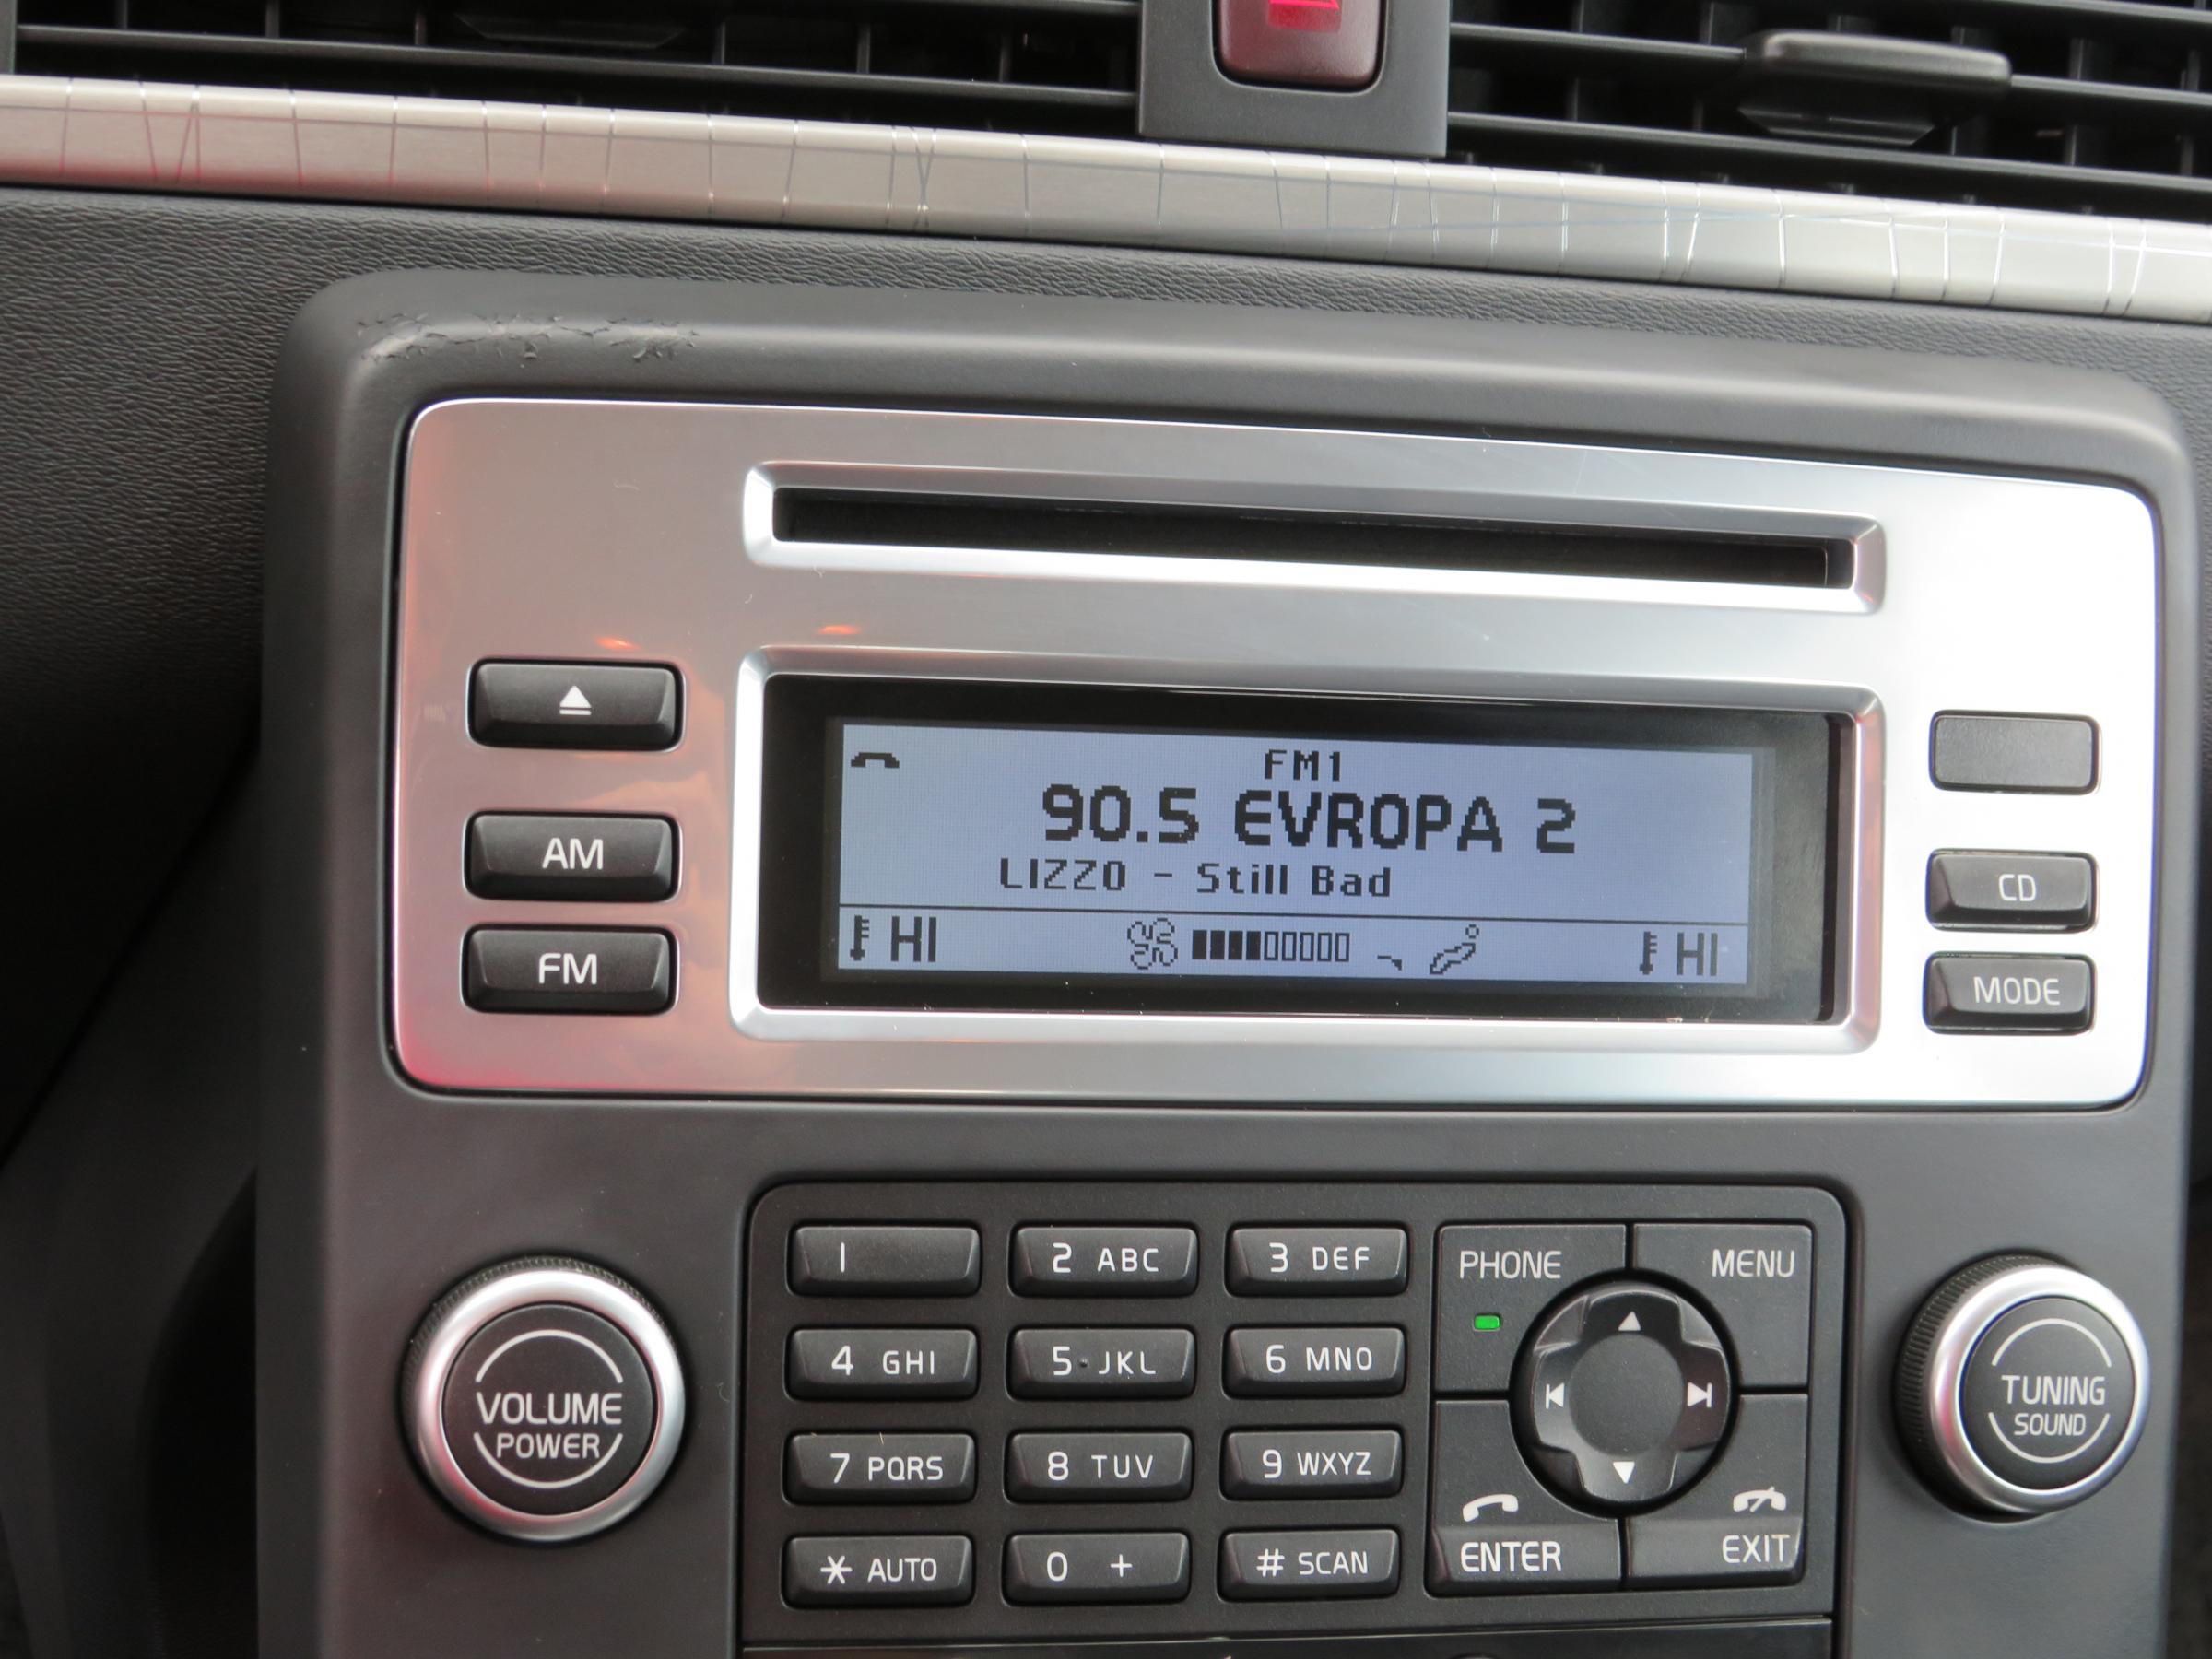 FM1
90.5 EVROPA 2
LIZZO - Still Bad
HI HI
AM
FM
CD
MODE
VOLUME
POWER
1
2 ABC
3 DEF
4 GHI
5 JKL
6 MNO
7 PQRS
8 TUV
9 WXYZ
* AUTO
0 +
# SCAN
PHONE
MENU
ENTER
EXIT
TUNING
SOUND